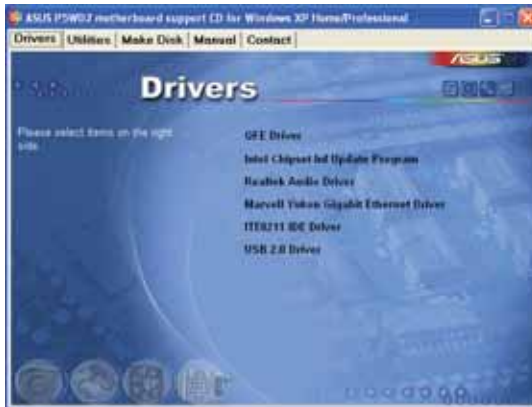 ASUS P5WD2 motherboard support CD for Windows XP Home/Professional
Drivers Utilities Make Disk Manual Contact
ASUS
Drivers
Please select items on the right
side.
GFE Driver
Intel Chipset Inf Update Program
Realtek Audio Driver
Marvell Yukon Gigabit Ethernet Driver
ITE8211 IDE Driver
USB 2.0 Driver